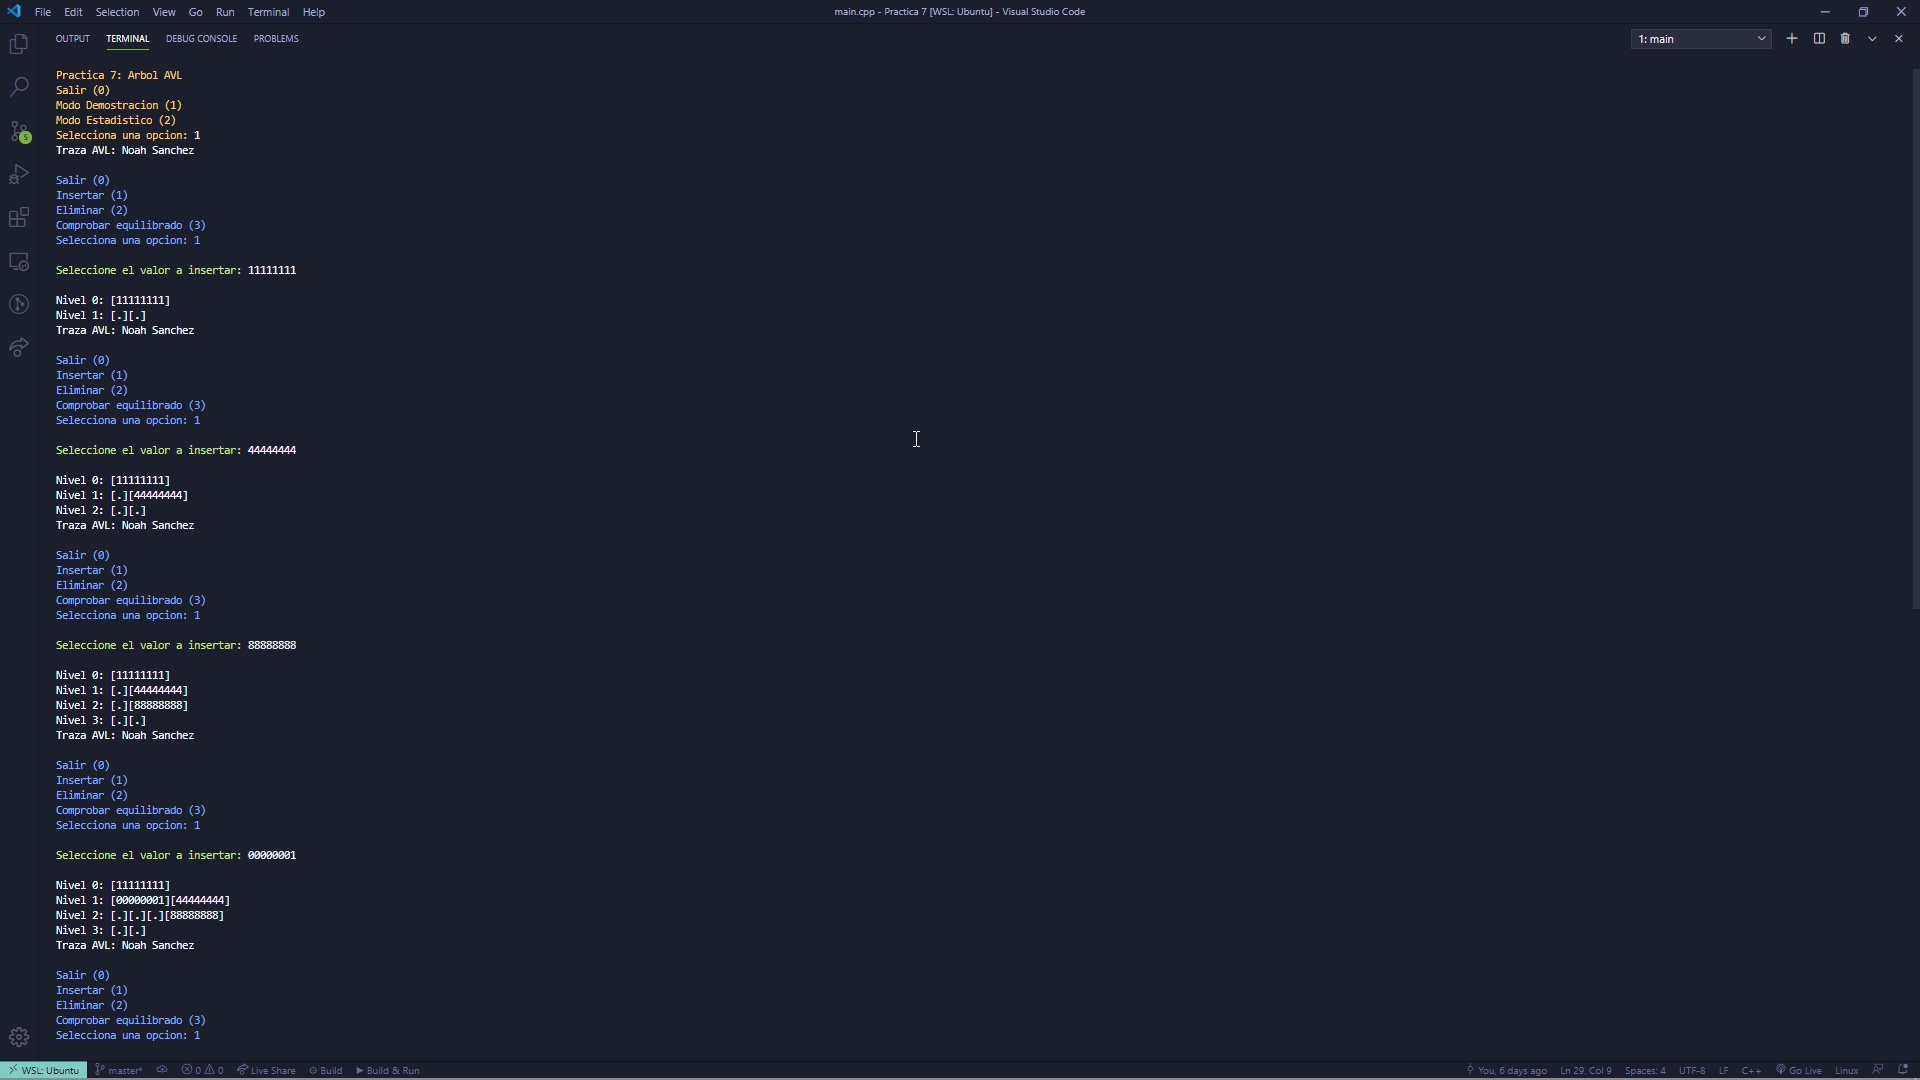 File Edit Selection View Go Run Terminal Help
main.cpp - Practica 7 [WSL: Ubuntu] - Visual Studio Code
OUTPUT TERMINAL DEBUG CONSOLE PROBLEMS
1: main
Practica 7: Arbol AVL
Salir (0)
Modo Demostracion (1)
Modo Estadistico (2)
Selecciona una opcion: 1
Traza AVL: Noah Sanchez
Salir (0)
Insertar (1)
Eliminar (2)
Comprobar equilibrado (3)
Selecciona una opcion: 1
Seleccione el valor a insertar: 11111111
Nivel 0: [11111111]
Nivel 1: [.][.]
Traza AVL: Noah Sanchez
Salir (0)
Insertar (1)
Eliminar (2)
Comprobar equilibrado (3)
Selecciona una opcion: 1
Seleccione el valor a insertar: 44444444
Nivel 0: [11111111]
Nivel 1: [.][44444444]
Nivel 2: [.][.]
Traza AVL: Noah Sanchez
Salir (0)
Insertar (1)
Eliminar (2)
Comprobar equilibrado (3)
Selecciona una opcion: 1
Seleccione el valor a insertar: 88888888
Nivel 0: [11111111]
Nivel 1: [.][44444444]
Nivel 2: [.][88888888]
Nivel 3: [.][.]
Traza AVL: Noah Sanchez
Salir (0)
Insertar (1)
Eliminar (2)
Comprobar equilibrado (3)
Selecciona una opcion: 1
Seleccione el valor a insertar: 00000001
Nivel 0: [11111111]
Nivel 1: [00000001][44444444]
Nivel 2: [.][.][.][88888888]
Nivel 3: [.][.]
Traza AVL: Noah Sanchez
Salir (0)
Insertar (1)
Eliminar (2)
Comprobar equilibrado (3)
Selecciona una opcion: 1
5
WSL: Ubuntu master* 0 0 Live Share Build Build & Run You, 6 days ago Ln 29, Col 9 Spaces: 4 UTF-8 LF C++ Go Live Linux